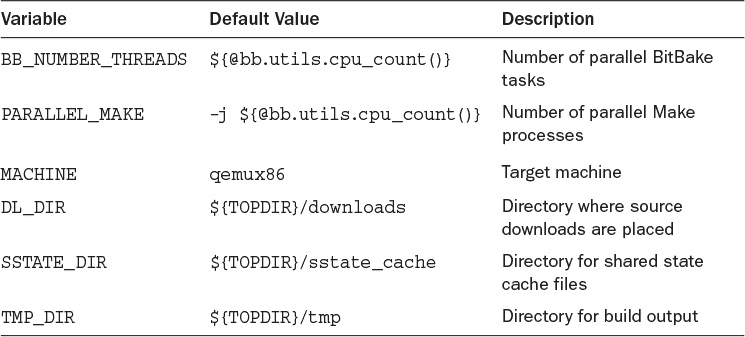 Variable Default Value Description
BB_NUMBER_THREADS ${@bb.utils.cpu_count()} Number of parallel BitBake
tasks
PARALLEL_MAKE -j ${@bb.utils.cpu_count()} Number of parallel Make
processes
MACHINE qemux86 Target machine
DL_DIR ${TOPDIR}/downloads Directory where source
downloads are placed
SSTATE_DIR ${TOPDIR}/sstate_cache Directory for shared state
cache files
TMP_DIR ${TOPDIR}/tmp Directory for build output